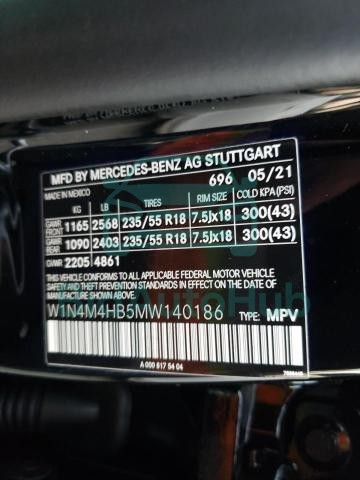 MFD BY MERCEDES-BENZ AG STUTTGART
MADE IN MEXICO 696 05/21
KG LB TIRES RIM SIZE COLD KPA (PSI)
GAWR FRONT 1165 2568 235/55 R18 7.5Jx18 300(43)
GAWR REAR 1090 2403 235/55 R18 7.5Jx18 300(43)
GVWR 2205 4861
THIS VEHICLE CONFORMS TO ALL APPLICABLE U.S. FEDERAL MOTOR VEHICLE
SAFETY AND THEFT PREVENTION STANDARDS IN EFFECT
ON THE DATE OF MANUFACTURE SHOWN ABOVE.
AutoHub
W1N4M4HB5MW140186 TYPE: MPV
A 000 817 54 04